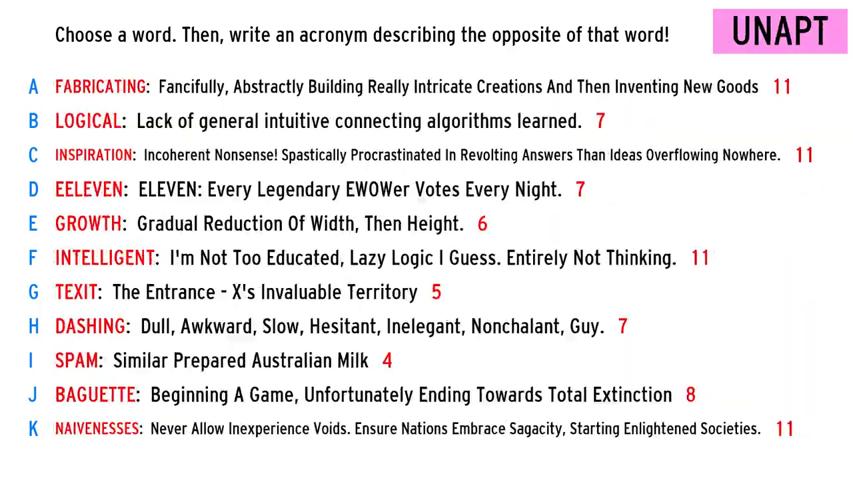 Choose a word. Then, write an acronym describing the opposite of that word!
UNAPT
A FABRICATING: Fancifully, Abstractly Building Really Intricate Creations And Then Inventing New Goods 11
B LOGICAL: Lack of general intuitive connecting algorithms learned. 7
C INSPIRATION: Incoherent Nonsense! Spastically Procrastinated In Revolting Answers Than Ideas Overflowing Nowhere. 11
D EELEVEN: ELEVEN: Every Legendary EWOWer Votes Every Night. 7
E GROWTH: Gradual Reduction Of Width, Then Height. 6
F INTELLIGENT: I'm Not Too Educated, Lazy Logic I Guess. Entirely Not Thinking. 11
G TEXIT: The Entrance - X's Invaluable Territory 5
H DASHING: Dull, Awkward, Slow, Hesitant, Inelegant, Nonchalant, Guy. 7
I SPAM: Similar Prepared Australian Milk 4
J BAGUETTE: Beginning A Game, Unfortunately Ending Towards Total Extinction 8
K NAIVENESSES: Never Allow Inexperience Voids. Ensure Nations Embrace Sagacity, Starting Enlightened Societies. 11